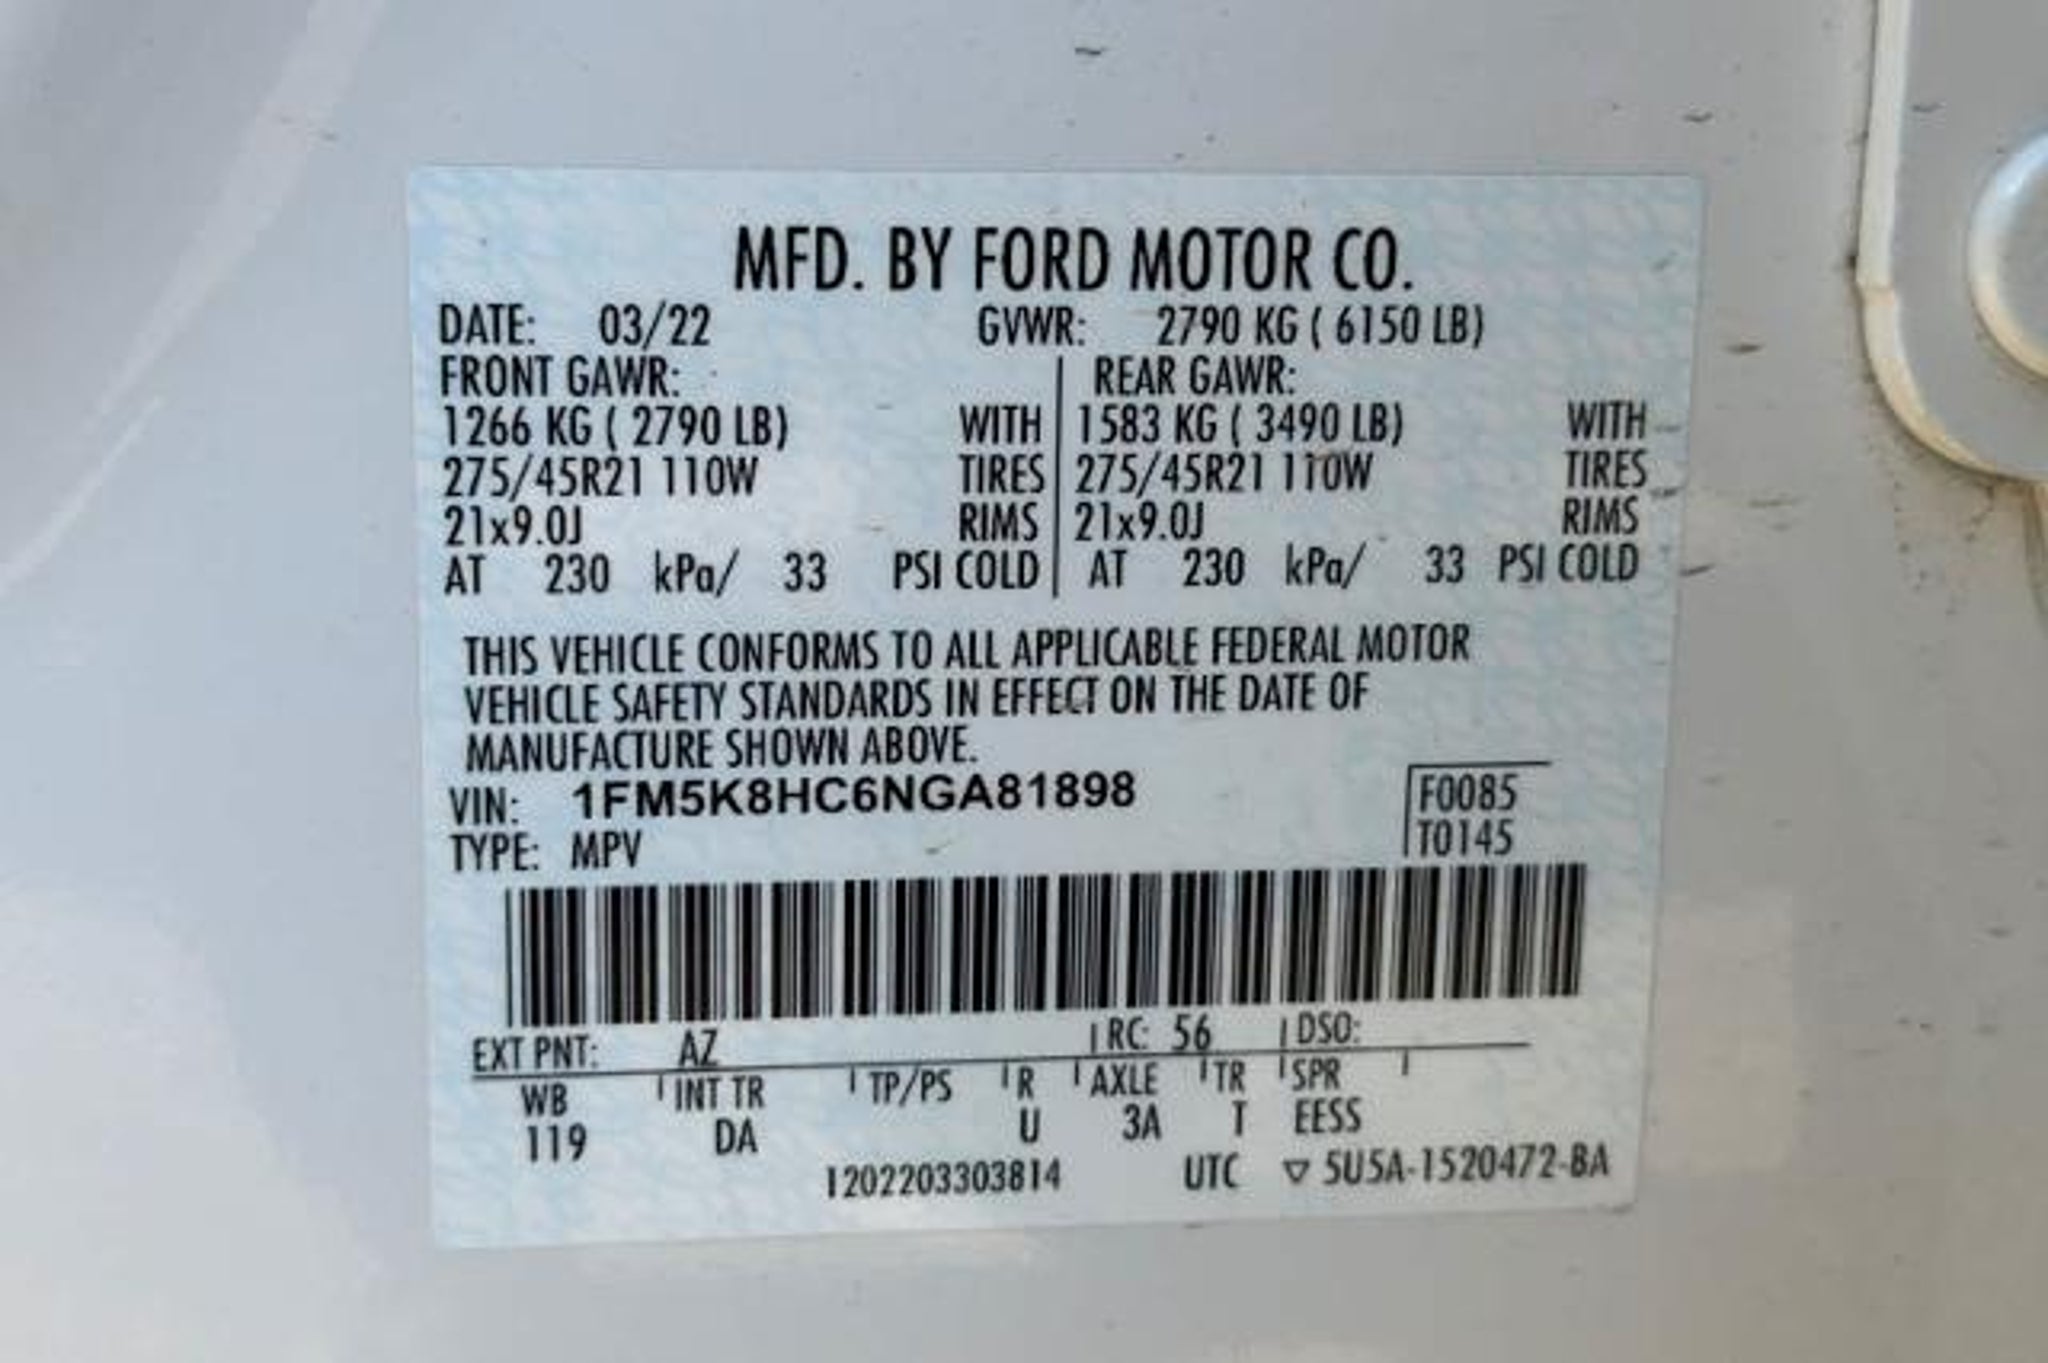 MFD. BY FORD MOTOR CO.
DATE: 03/22 GVWR: 2790 KG ( 6150 LB)
FRONT GAWR: REAR GAWR:
1266 KG ( 2790 LB) WITH 1583 KG ( 3490 LB) WITH
275/45R21 110W TIRES 275/45R21 110W TIRES
21x9.0J RIMS 21x9.0J RIMS
AT 230 kPa/ 33 PSI COLD AT 230 kPa/ 33 PSI COLD
THIS VEHICLE CONFORMS TO ALL APPLICABLE FEDERAL MOTOR
VEHICLE SAFETY STANDARDS IN EFFECT ON THE DATE OF
MANUFACTURE SHOWN ABOVE.
VIN: 1FM5K8HC6NGA81898 F0085
TYPE: MPV T0145
EXT PNT: AZ RC: 56 DSO:
WB INT TR TP/PS R AXLE TR SPR
119 DA U 3A T EESS
1202203303814 UTC ▽ 5U5A-1520472-BA